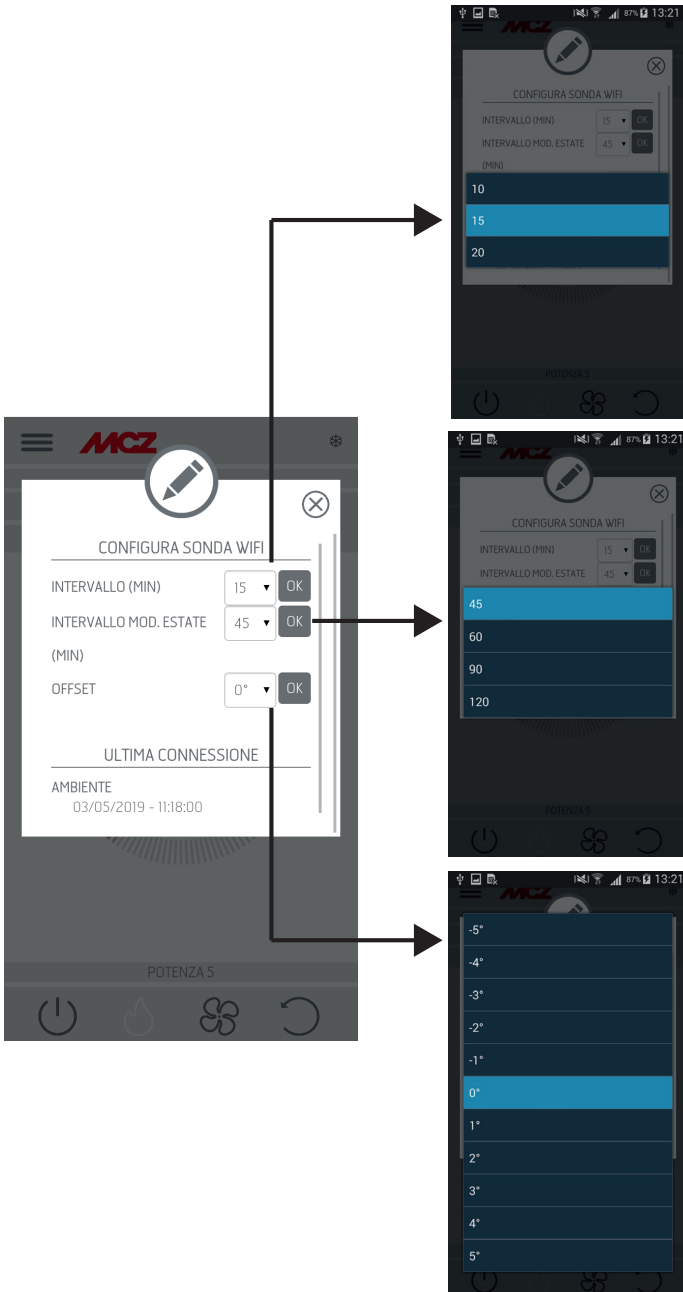 MCZ
CONFIGURA SONDA WIFI
INTERVALLO (MIN) 15 OK
INTERVALLO MOD. ESTATE 45 OK
(MIN)
OFFSET 0° OK
ULTIMA CONNESSIONE
AMBIENTE
03/05/2019 - 11:18:00
POTENZA 5
87% 13:21
MCZ
CONFIGURA SONDA WIFI
INTERVALLO (MIN) 15 OK
INTERVALLO MOD. ESTATE 45 OK
(MIN)
10
15
20
POTENZA 5
87% 13:21
MCZ
CONFIGURA SONDA WIFI
INTERVALLO (MIN) 15 OK
INTERVALLO MOD. ESTATE 45 OK
45
60
90
120
POTENZA 5
87% 13:21
MCZ
-5°
-4°
-3°
-2°
-1°
0°
1°
2°
3°
4°
5°